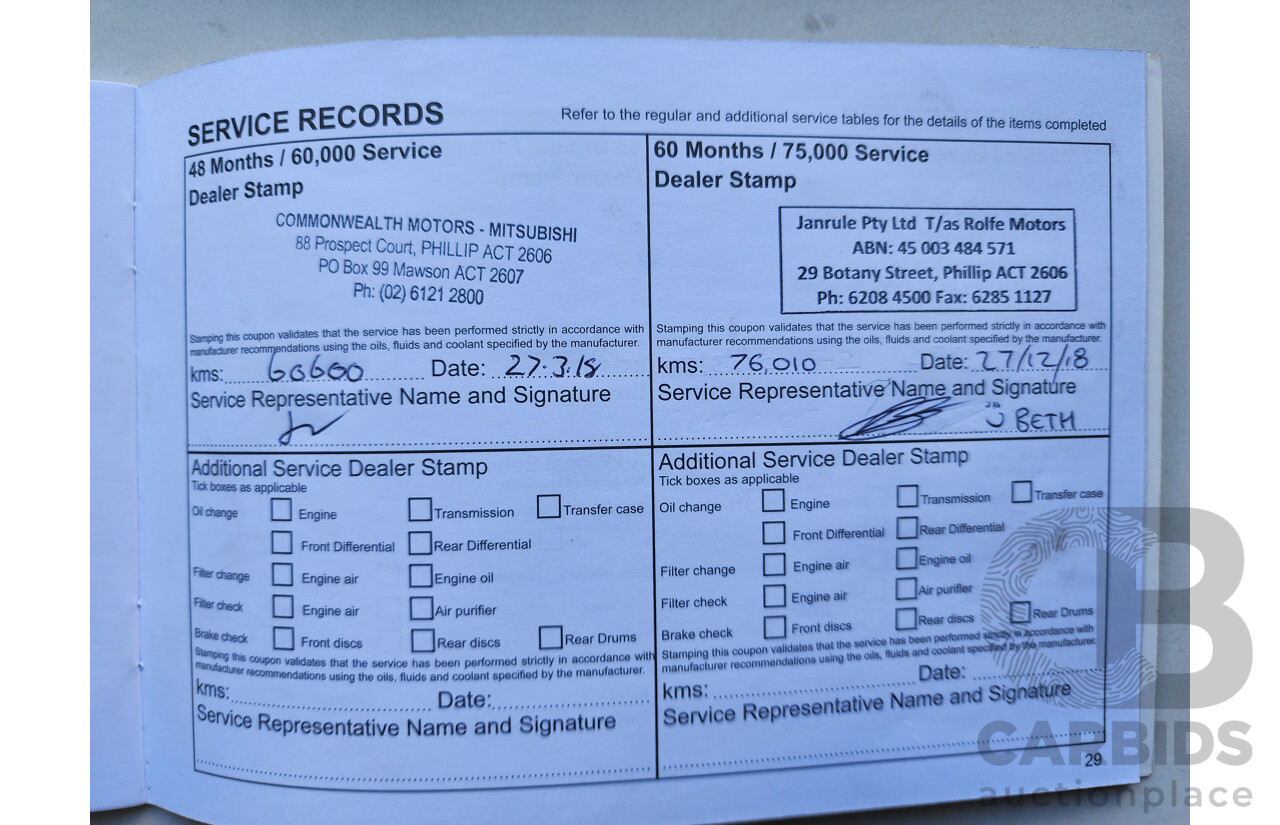 SERVICE RECORDS
Refer to the regular and additional service tables for the details of the items completed
48 Months / 60,000 Service
Dealer Stamp
COMMONWEALTH MOTORS - MITSUBISHI
88 Prospect Court, PHILLIP ACT 2606
PO Box 99 Mawson ACT 2607
Ph: (02) 6121 2800
Stamping this coupon validates that the service has been performed strictly in accordance with
manufacturer recommendations using the oils, fluids and coolant specified by the manufacturer.
kms: 60600 Date: 27.3.18
Service Representative Name and Signature
60 Months / 75,000 Service
Dealer Stamp
Janrule Pty Ltd T/as Rolfe Motors
ABN: 45 003 484 571
29 Botany Street, Phillip ACT 2606
Ph: 6208 4500 Fax: 6285 1127
Stamping this coupon validates that the service has been performed strictly in accordance with
manufacturer recommendations using the oils, fluids and coolant specified by the manufacturer.
kms: 76,010 Date: 27/12/18
Service Representative Name and Signature
BETH
Additional Service Dealer Stamp
Tick boxes as applicable
Oil change Engine Transmission Transfer case
Front Differential Rear Differential
Filter change Engine air Engine oil
Filter check Engine air Air purifier
Brake check Front discs Rear discs Rear Drums
Stamping this coupon validates that the service has been performed strictly in accordance with
manufacturer recommendations using the oils, fluids and coolant specified by the manufacturer.
kms: Date:
Service Representative Name and Signature
Additional Service Dealer Stamp
Tick boxes as applicable
Oil change Engine Transmission Transfer case
Front Differential Rear Differential
Filter change Engine air Engine oil
Filter check Engine air Air purifier
Brake check Front discs Rear discs Rear Drums
Stamping this coupon validates that the service has been performed strictly in accordance with
manufacturer recommendations using the oils, fluids and coolant specified by the manufacturer.
kms: Date:
Service Representative Name and Signature
29
CB
CARBIDS
auctionplace